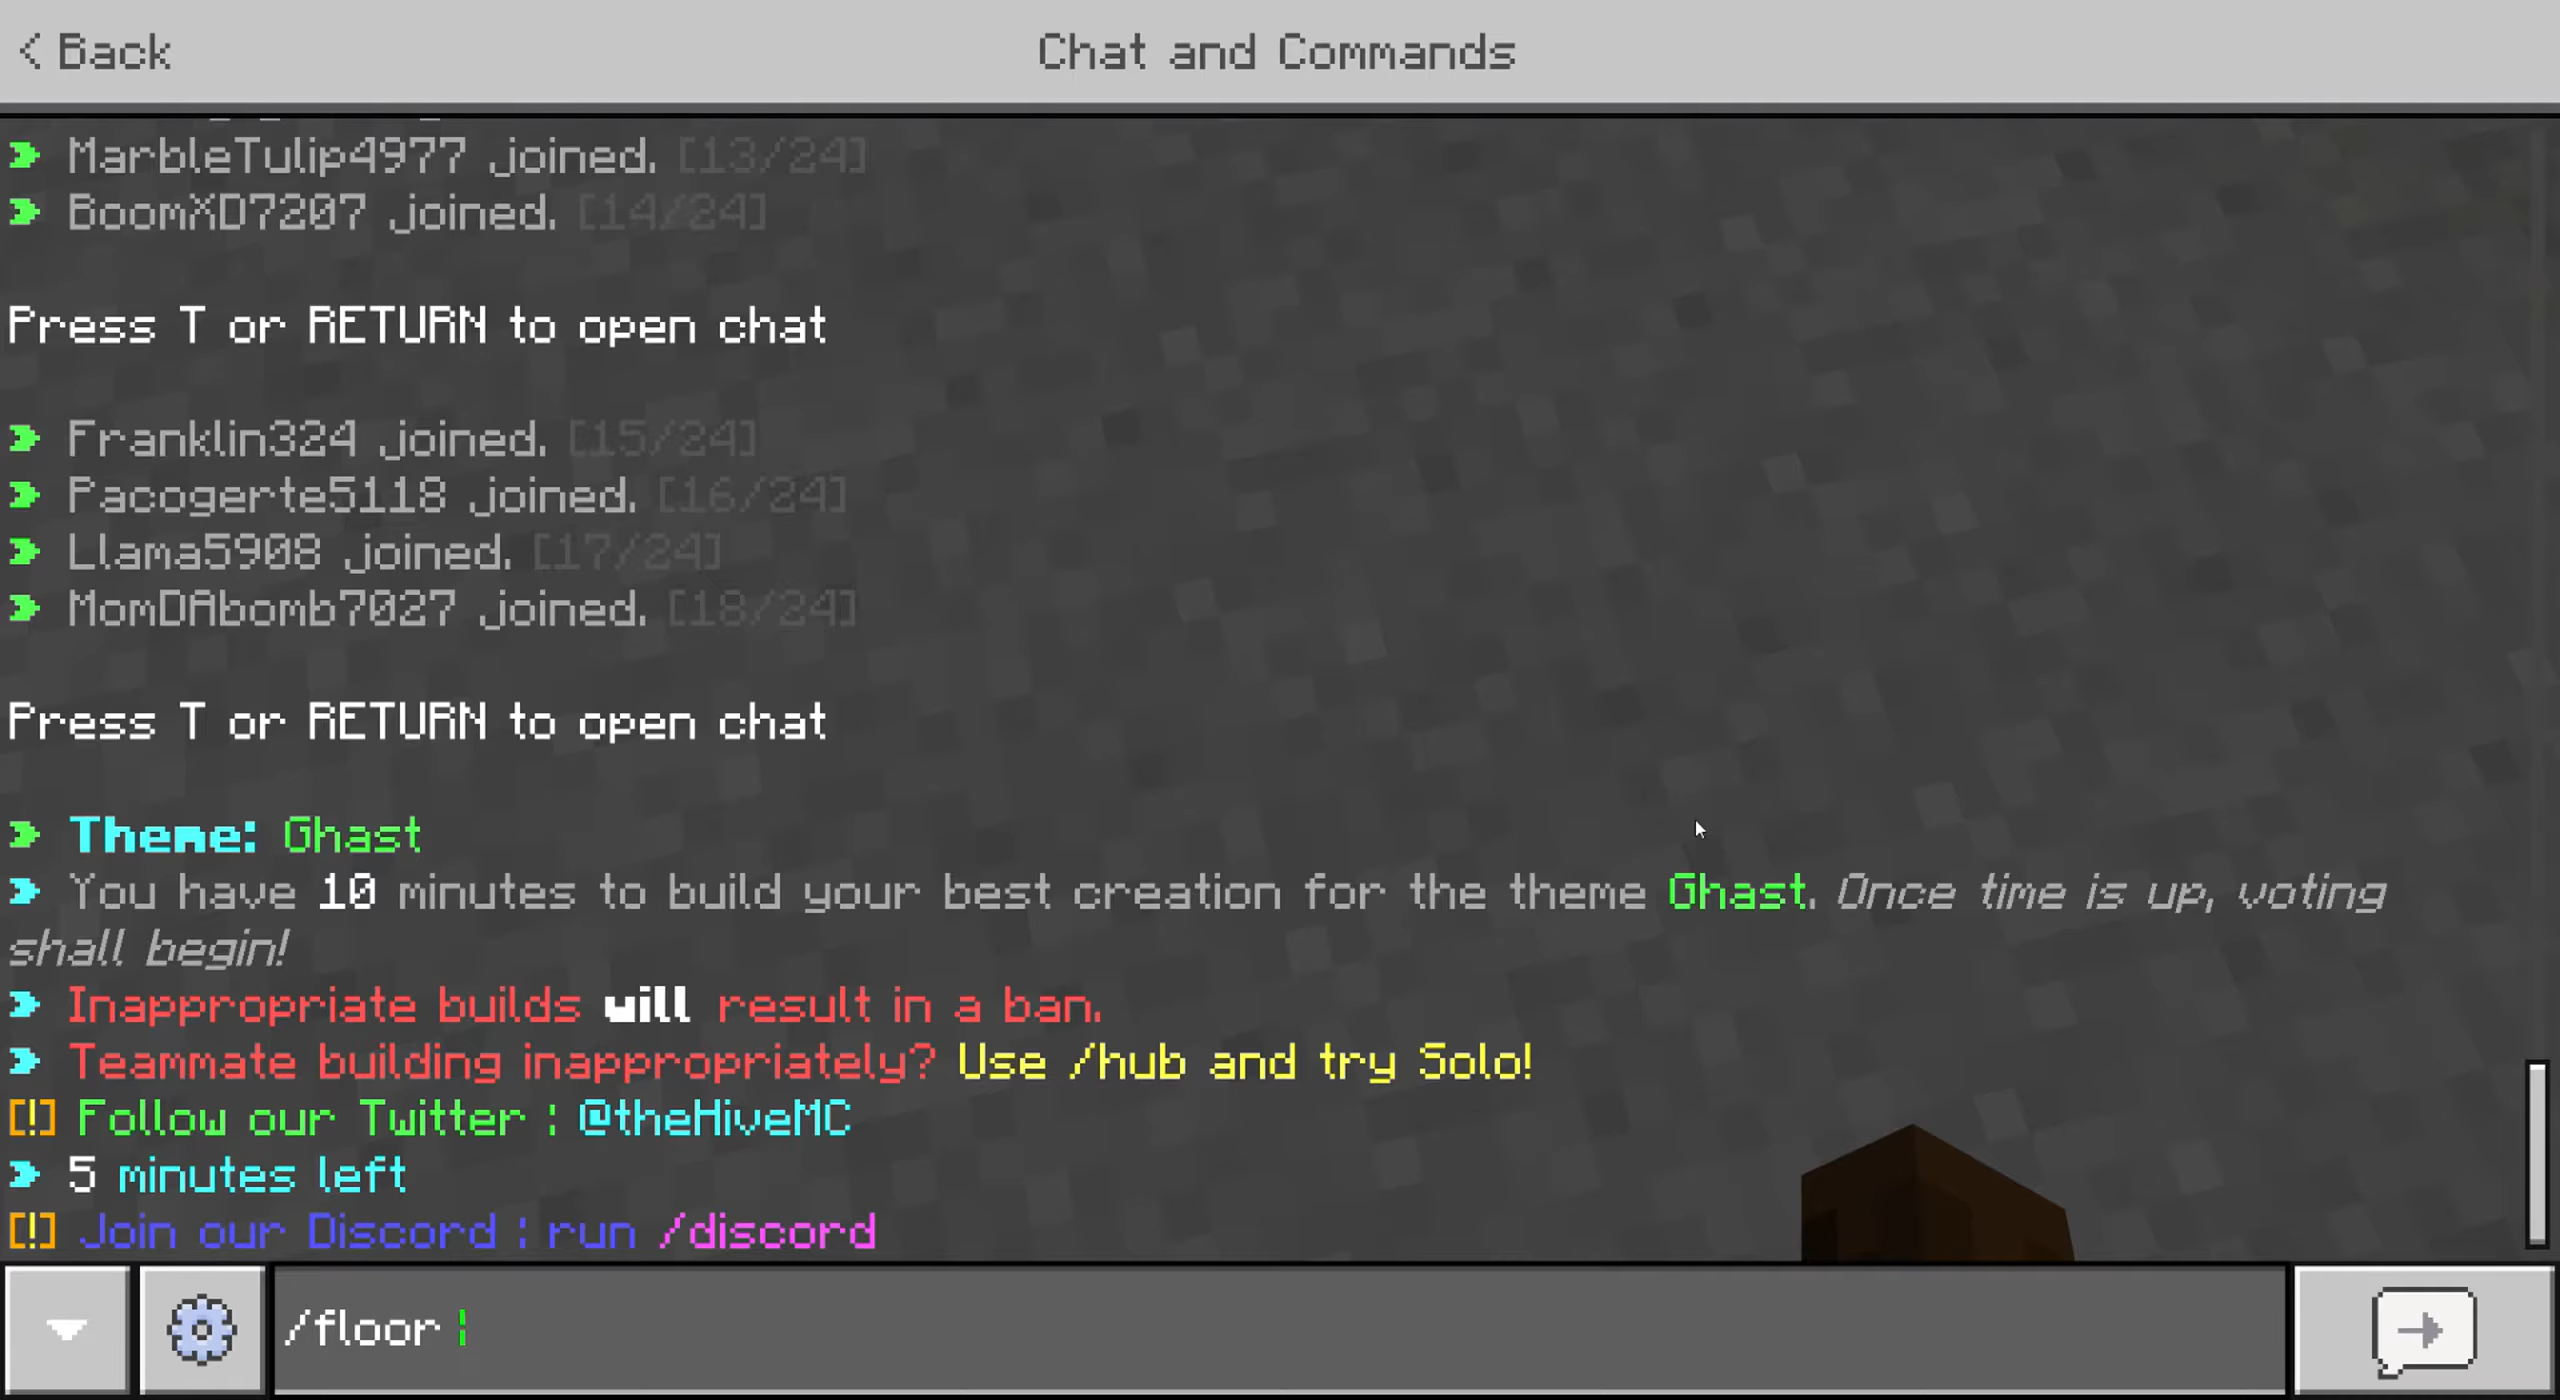 < Back
Chat and Commands
MarbleTulip4977 joined. [13/24]
BoomXD7207 joined. [14/24]
Press T or RETURN to open chat
Franklin324 joined. [15/24]
Pacogerte5118 joined. [16/24]
Llama5908 joined. [17/24]
MomDAbomb7027 joined. [18/24]
Press T or RETURN to open chat
Theme: Ghast
You have 10 minutes to build your best creation for the theme Ghast. Once time is up, voting
shall begin!
Inappropriate builds will result in a ban.
Teammate building inappropriately? Use /hub and try Solo!
[!] Follow our Twitter : @theHiveMC
5 minutes left
[!] Join our Discord : run /discord
/floor